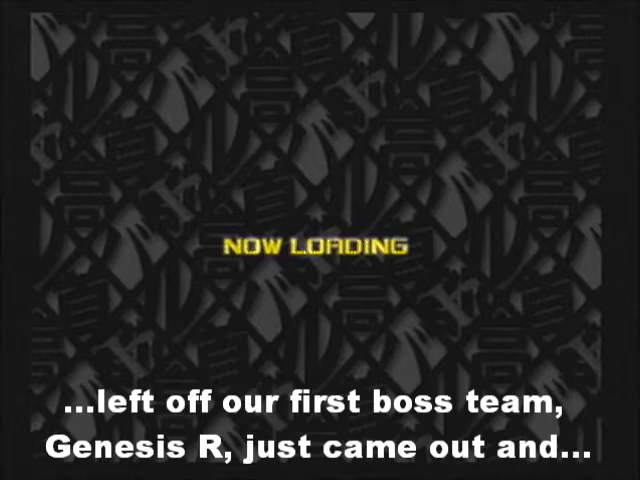 NOW LOADING
...left off our first boss team,
Genesis R, just came out and...